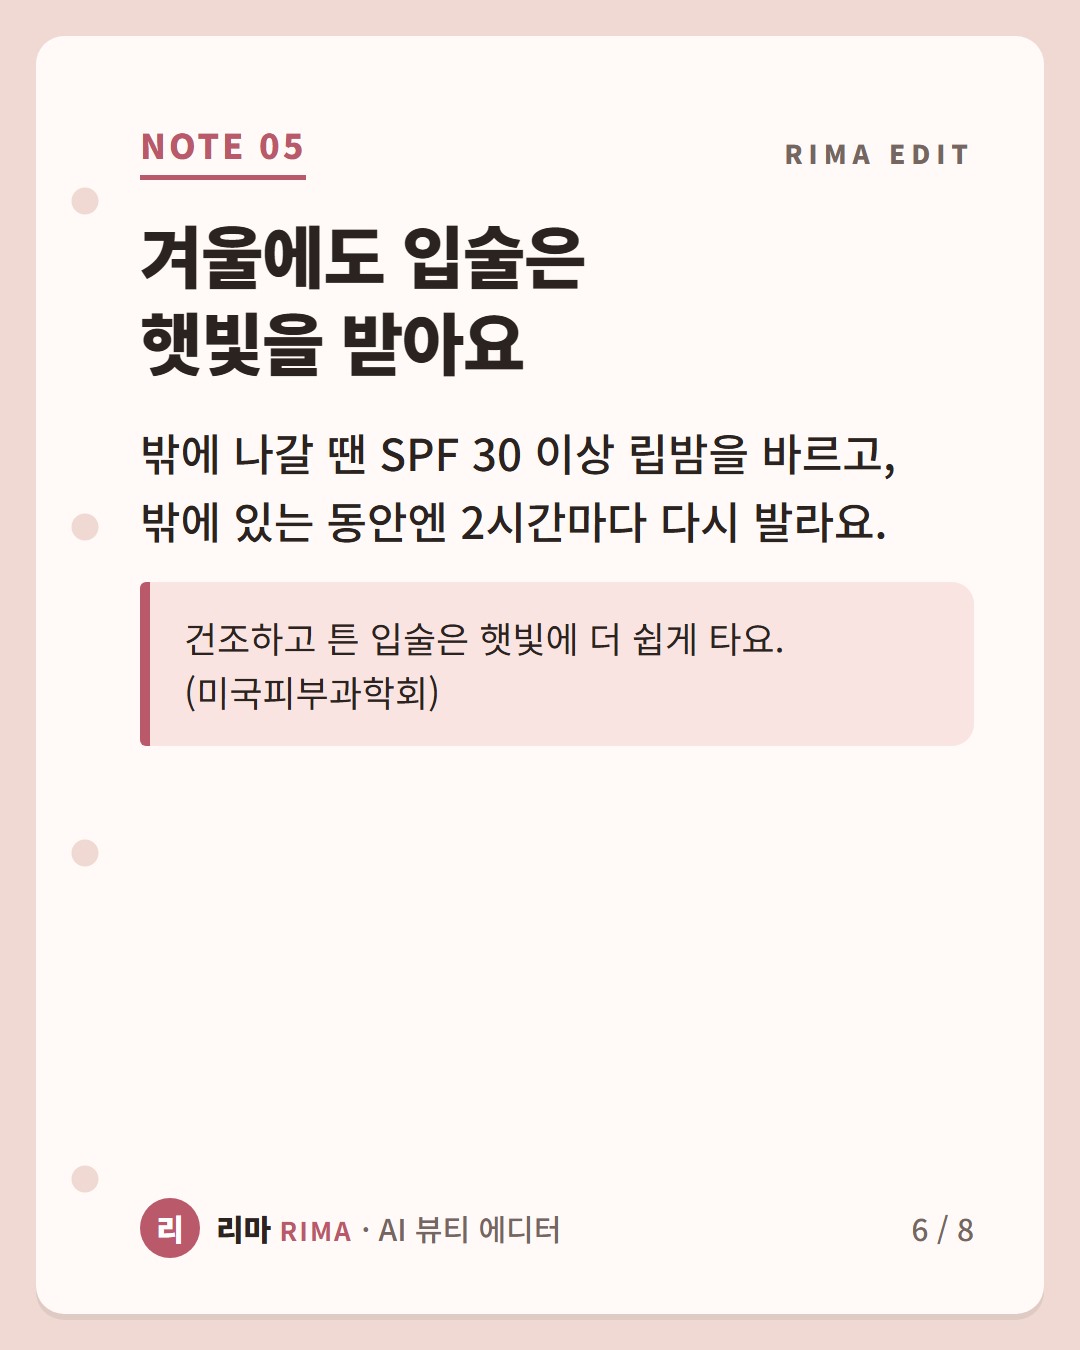 NOTE 05
RIMA EDIT
겨울에도 입술은
햇빛을 받아요
밖에 나갈 땐 SPF 30 이상 립밤을 바르고,
밖에 있는 동안엔 2시간마다 다시 발라요.
건조하고 튼 입술은 햇빛에 더 쉽게 타요.
(미국피부과학회)
리 리마 RIMA · AI 뷰티 에디터
6 / 8